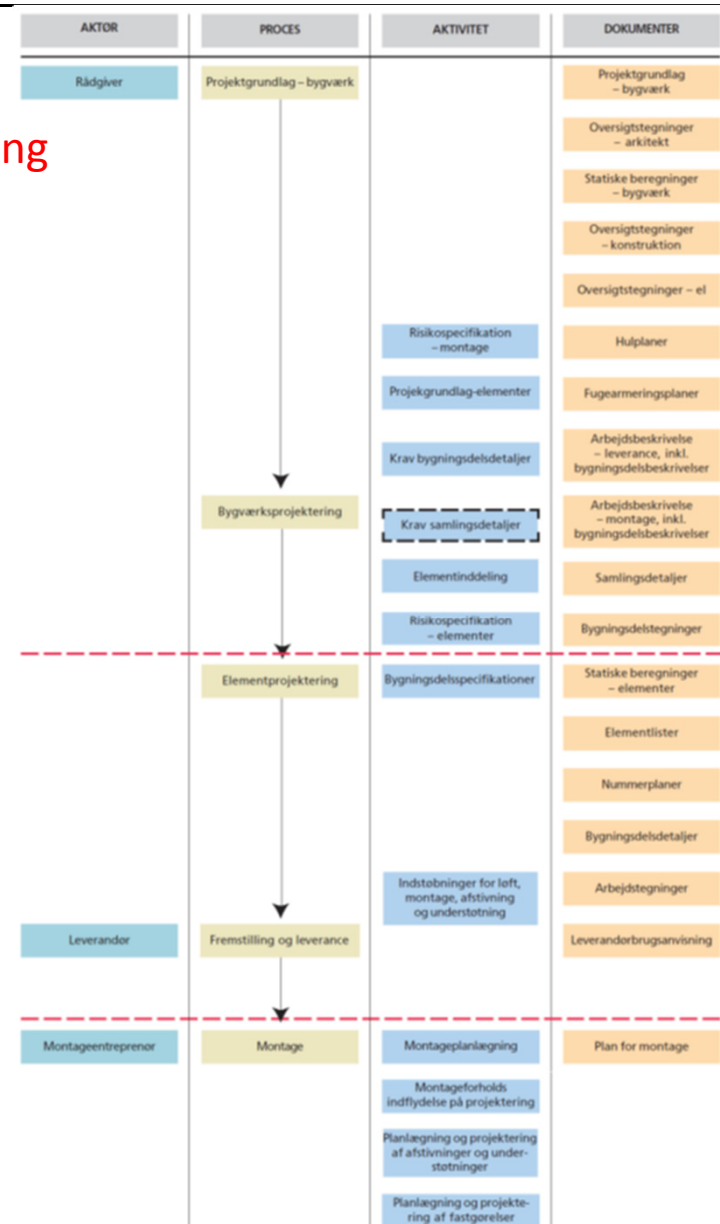 AKTØR
PROCES
AKTIVITET
DOKUMENTER
Rådgiver
Projektgrundlag – bygværk
Projektgrundlag
– bygværk
ng
Oversigtstegninger
– arkitekt
Statiske beregninger
– bygværk
Oversigtstegninger
– konstruktion
Oversigtstegninger – el
Risikospecifikation
– montage
Hulplaner
Projekgrundlag-elementer
Fugearmeringsplaner
Krav bygningsdelsdetaljer
Arbejdsbeskrivelse
– leverance, inkl.
bygningsdelsbeskrivelser
Bygværksprojektering
Krav samlingsdetaljer
Arbejdsbeskrivelse
– montage, inkl.
bygningsdelsbeskrivelser
Elementinddeling
Samlingsdetaljer
Risikospecifikation
– elementer
Bygningsdelstegninger
Elementprojektering
Bygningsdelsspecifikationer
Statiske beregninger
– elementer
Elementlister
Nummerplaner
Bygningsdelsdetaljer
Indstøbninger for løft,
montage, afstivning
og understøtning
Arbejdstegninger
Leverandør
Fremstilling og leverance
Leverandørbrugsanvisning
Montageentreprenør
Montage
Montageplanlægning
Plan for montage
Montageforholds
indflydelse på projektering
Planlægning og projektering
af afstivninger og under-
støtninger
Planlægning og projekte-
ring af fastgørelser